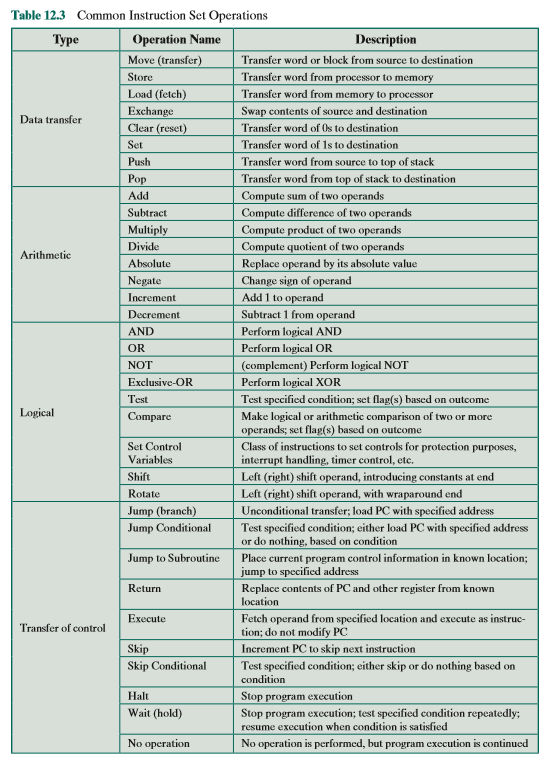 Table 12.3 Common Instruction Set Operations
Type Operation Name Description
Data transfer
Move (transfer) Transfer word or block from source to destination
Store Transfer word from processor to memory
Load (fetch) Transfer word from memory to processor
Exchange Swap contents of source and destination
Clear (reset) Transfer word of 0s to destination
Set Transfer word of 1s to destination
Push Transfer word from source to top of stack
Pop Transfer word from top of stack to destination
Arithmetic
Add Compute sum of two operands
Subtract Compute difference of two operands
Multiply Compute product of two operands
Divide Compute quotient of two operands
Absolute Replace operand by its absolute value
Negate Change sign of operand
Increment Add 1 to operand
Decrement Subtract 1 from operand
Logical
AND Perform logical AND
OR Perform logical OR
NOT (complement) Perform logical NOT
Exclusive-OR Perform logical XOR
Test Test specified condition; set flag(s) based on outcome
Compare Make logical or arithmetic comparison of two or more
operands; set flag(s) based on outcome
Set Control Class of instructions to set controls for protection purposes,
Variables interrupt handling, timer control, etc.
Shift Left (right) shift operand, introducing constants at end
Rotate Left (right) shift operand, with wraparound end
Transfer of control
Jump (branch) Unconditional transfer; load PC with specified address
Jump Conditional Test specified condition; either load PC with specified address
or do nothing, based on condition
Jump to Subroutine Place current program control information in known location;
jump to specified address
Return Replace contents of PC and other register from known
location
Execute Fetch operand from specified location and execute as instruc-
tion; do not modify PC
Skip Increment PC to skip next instruction
Skip Conditional Test specified condition; either skip or do nothing based on
condition
Halt Stop program execution
Wait (hold) Stop program execution; test specified condition repeatedly;
resume execution when condition is satisfied
No operation No operation is performed, but program execution is continued